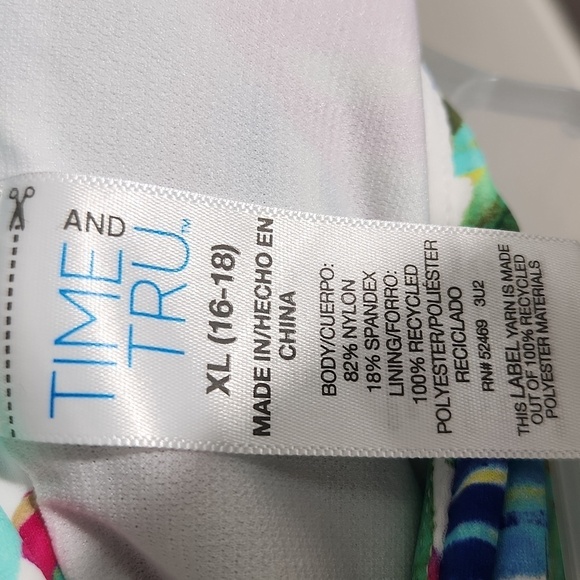 TIME
AND
TRU™
XL (16-18)
MADE IN/HECHO EN
CHINA
BODY/CUERPO:
82% NYLON
18% SPANDEX
LINING/FORRO:
100% RECYCLED
POLYESTER/POLIÉSTER
RECICLADO
RN# 52469 3U2
THIS LABEL YARN IS MADE
OUT OF 100% RECYCLED
POLYESTER MATERIALS